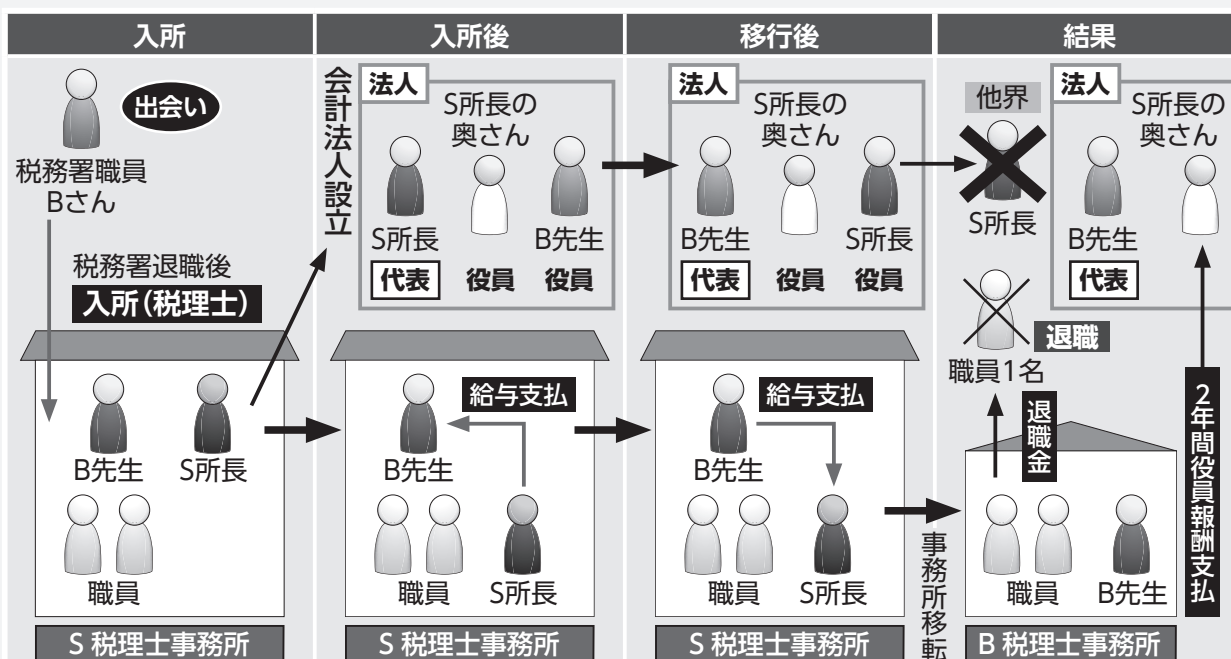 入所
出会い
税務署職員
Bさん
税務署退職後
入所（税理士）
B先生
S所長
職員
S 税理士事務所
入所後
会計法人設立
法人
S所長の
奥さん
S所長
B先生
代表
役員
役員
給与支払
B先生
職員
S所長
S 税理士事務所
移行後
法人
S所長の
奥さん
B先生
S所長
代表
役員
役員
給与支払
B先生
職員
S所長
S 税理士事務所
事務所移転
結果
他界
S所長
法人
S所長の
奥さん
B先生
代表
退職
職員1名
退職金
2年間役員報酬支払
職員
B先生
B 税理士事務所